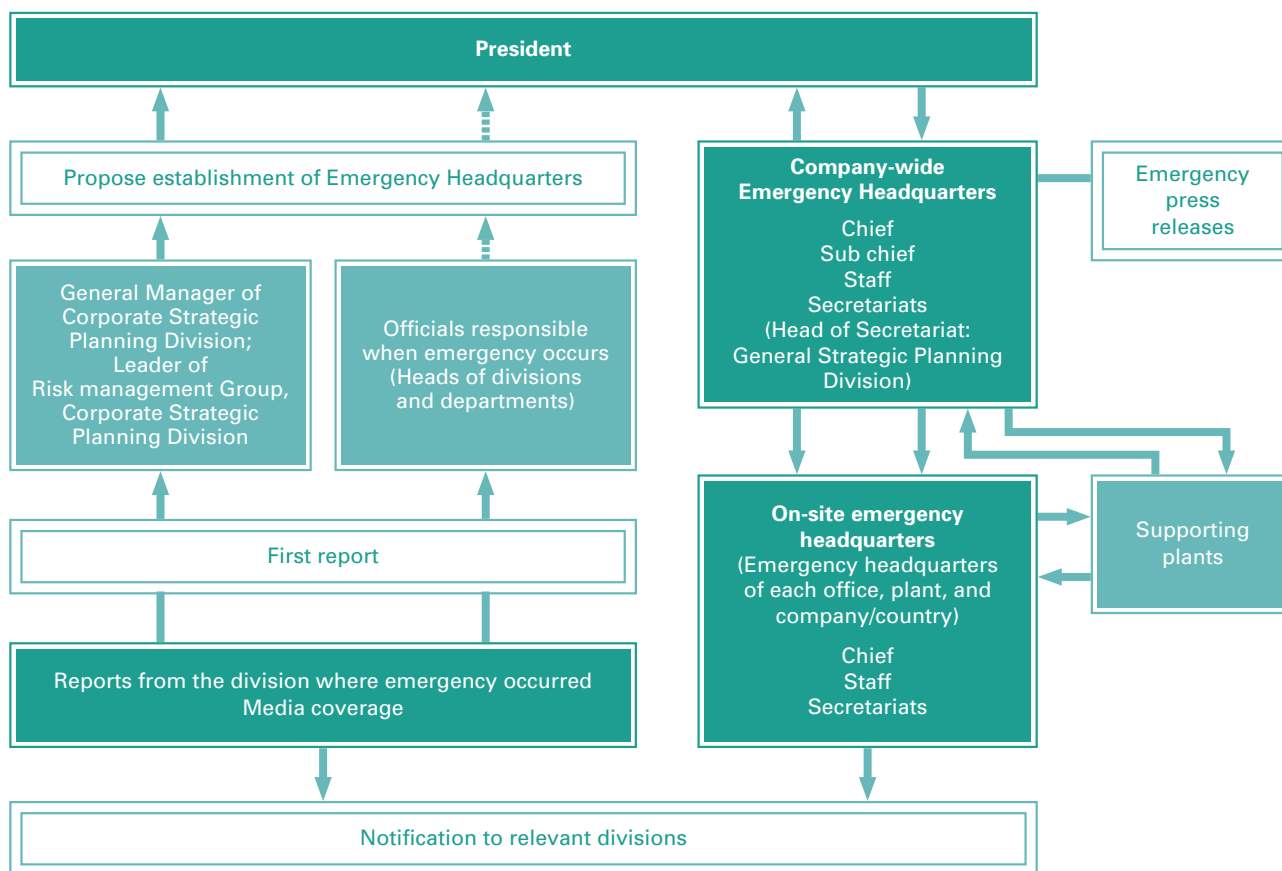 President
Propose establishment of Emergency Headquarters
General Manager of
Corporate Strategic
Planning Division;
Leader of
Risk management Group,
Corporate Strategic
Planning Division
Officials responsible
when emergency occurs
(Heads of divisions
and departments)
First report
Reports from the division where emergency occurred
Media coverage
Company-wide
Emergency Headquarters
Chief
Sub chief
Staff
Secretariats
(Head of Secretariat:
General Strategic Planning
Division)
Emergency
press
releases
On-site emergency
headquarters
(Emergency headquarters
of each office, plant, and
company/country)
Chief
Staff
Secretariats
Supporting
plants
Notification to relevant divisions